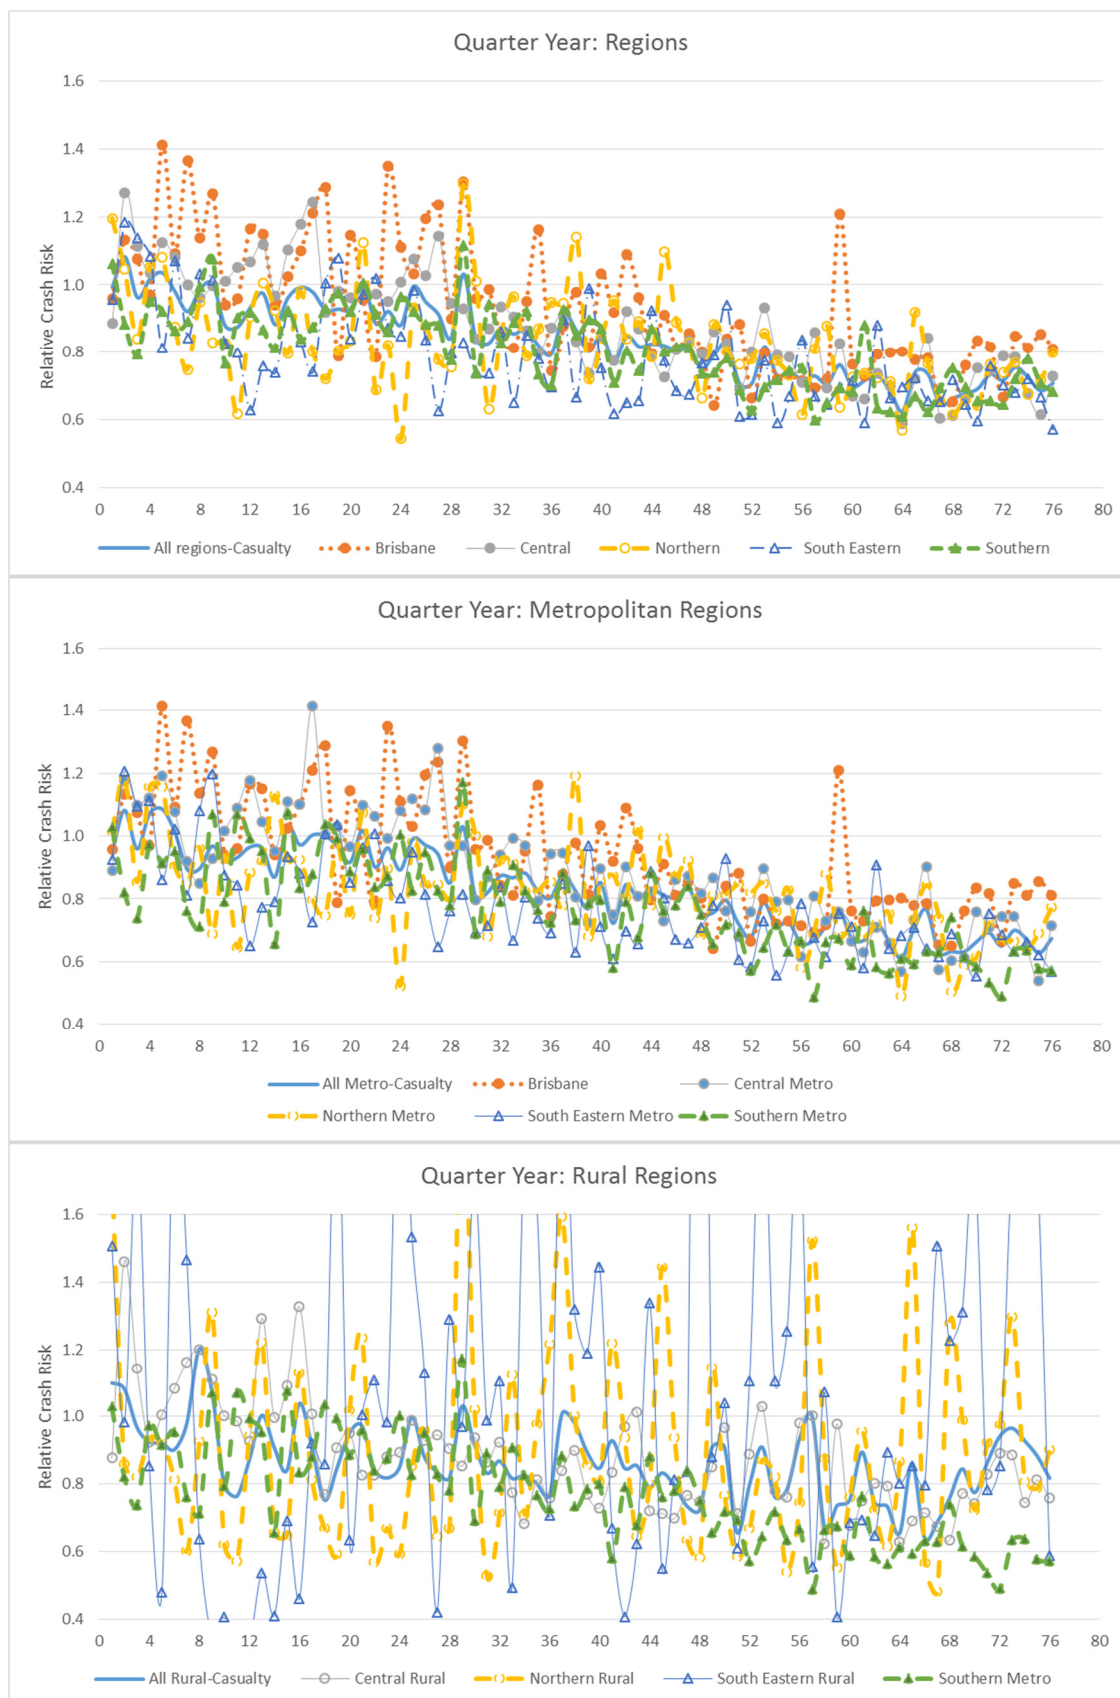 Quarter Year: Regions
1.6
1.4
1.2
1.0
0.8
0.6
0.4
Relative Crash Risk
0 4 8 12 16 20 24 28 32 36 40 44 48 52 56 60 64 68 72 76 80
All regions-Casualty Brisbane Central Northern South Eastern Southern
Quarter Year: Metropolitan Regions
1.6
1.4
1.2
1.0
0.8
0.6
0.4
Relative Crash Risk
0 4 8 12 16 20 24 28 32 36 40 44 48 52 56 60 64 68 72 76 80
All Metro-Casualty Brisbane Central Metro
Northern Metro South Eastern Metro Southern Metro
Quarter Year: Rural Regions
1.6
1.4
1.2
1.0
0.8
0.6
0.4
Relative Crash Risk
0 4 8 12 16 20 24 28 32 36 40 44 48 52 56 60 64 68 72 76 80
All Rural-Casualty Central Rural Northern Rural South Eastern Rural Southern Metro